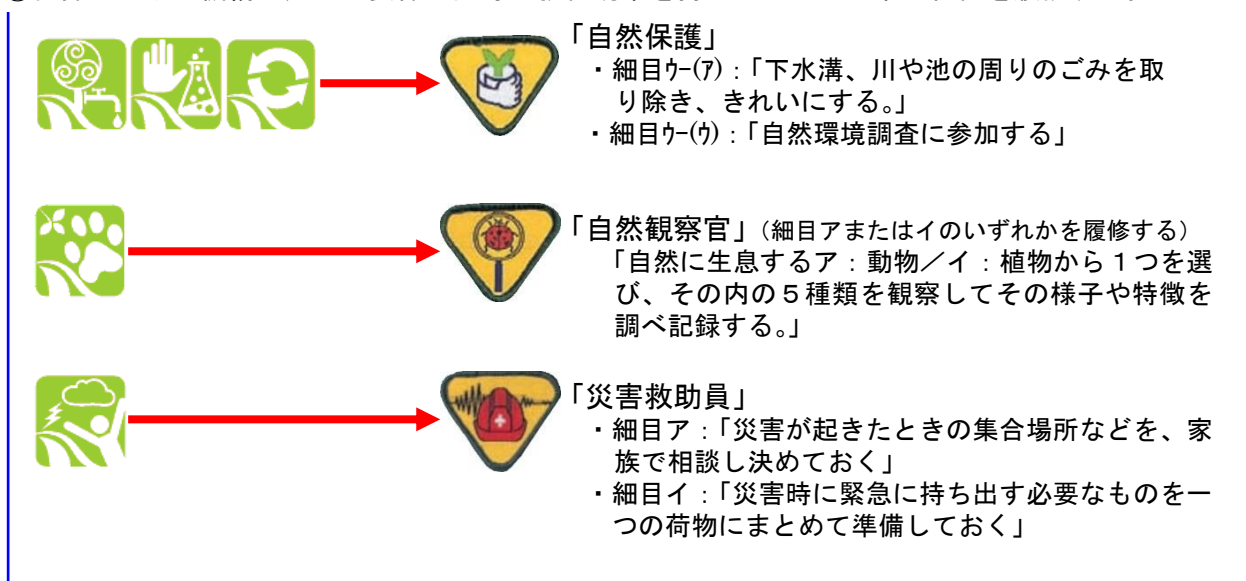 「自然保護」
・細目ｳｰ(ｱ)：「下水溝、川や池の周りのごみを取
り除き、きれいにする。」
・細目ｳｰ(ｳ)：「自然環境調査に参加する」
「自然観察官」（細目アまたはイのいずれかを履修する）
「自然に生息するア：動物／イ：植物から１つを選
び、その内の５種類を観察してその様子や特徴を
調べ記録する。」
「災害救助員」
・細目ア：「災害が起きたときの集合場所などを、家
族で相談し決めておく」
・細目イ：「災害時に緊急に持ち出す必要なものを一
つの荷物にまとめて準備しておく」